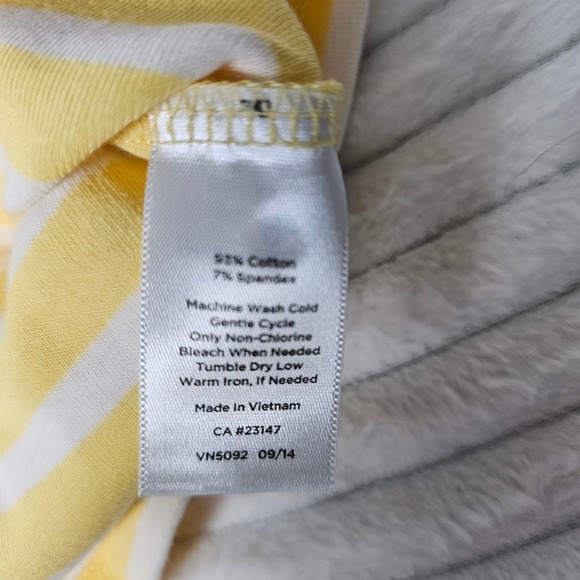 93% Cotton
7% Spandex
Machine Wash Cold
Gentle Cycle
Only Non-Chlorine
Bleach When Needed
Tumble Dry Low
Warm Iron, If Needed
Made in Vietnam
CA #23147
VN5092 09/14